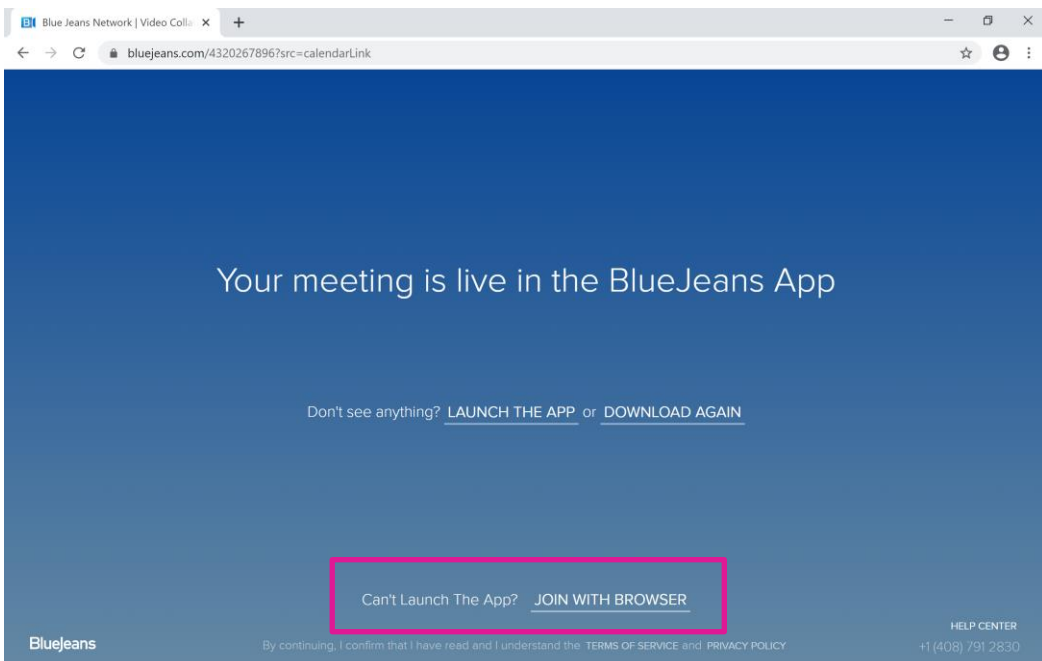 Blue Jeans Network | Video Colla
bluejeans.com/4320267896?src=calendarLink
Your meeting is live in the BlueJeans App
Don't see anything? LAUNCH THE APP or DOWNLOAD AGAIN
Can't Launch The App? JOIN WITH BROWSER
HELP CENTER
BlueJeans
By continuing, I confirm that I have read and I understand the TERMS OF SERVICE and PRIVACY POLICY
+1 (408) 791 2830